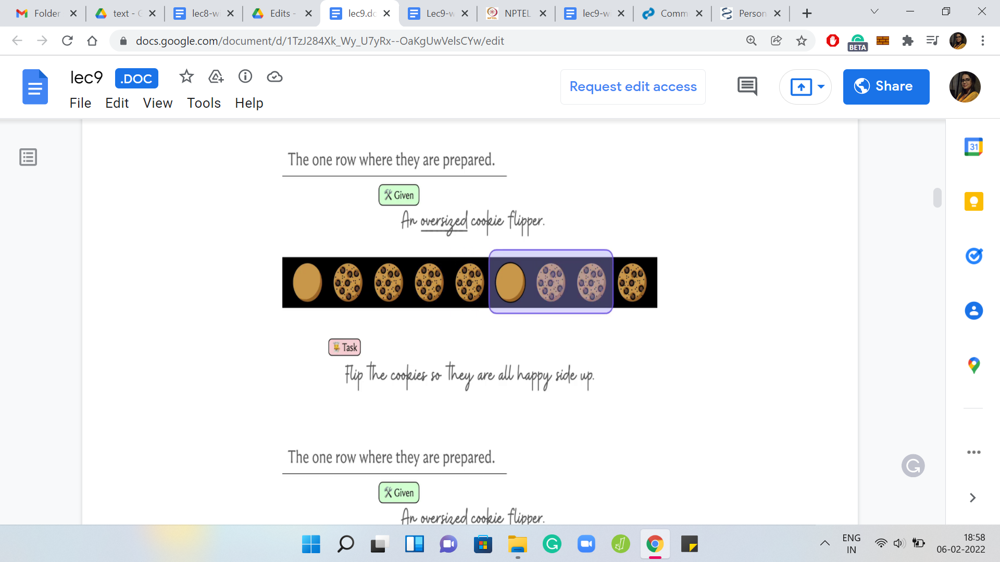 Folder
text - G
lec8-w
Edits -
lec9.dc
Lec9-w
NPTEL
lec9-w
Comm
Person
docs.google.com/document/d/1TzJ284Xk_Wy_U7yRx--OaKgUwVelsCYw/edit
BETA
lec9
.DOC
Request edit access
Share
File Edit View Tools Help
31
The one row where they are prepared.
Given
An oversized cookie flipper.
Task
Flip the cookies so they are all happy side up.
The one row where they are prepared.
Given
An oversized cookie flipper.
ENG
IN
18:58
06-02-2022